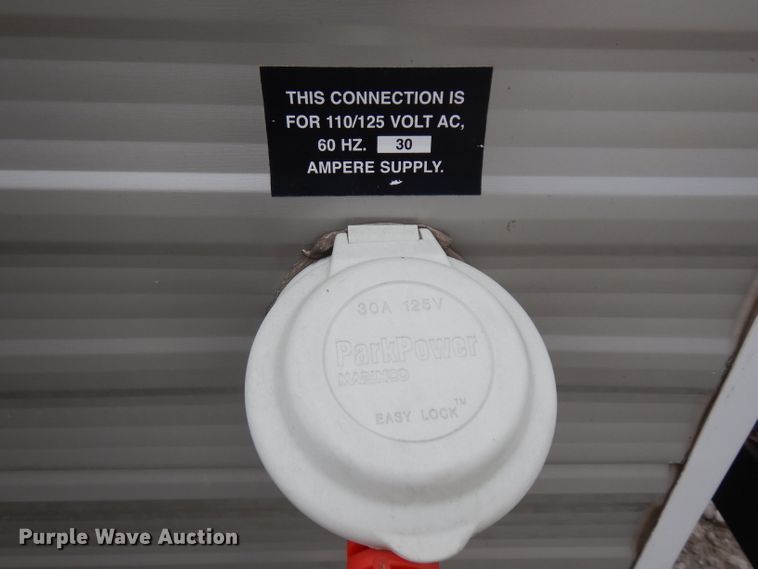 THIS CONNECTION IS
FOR 110/125 VOLT AC,
60 HZ. 30
AMPERE SUPPLY.
30A 125V
ParkPower
MARINCO
EASY LOCK™
Purple Wave Auction